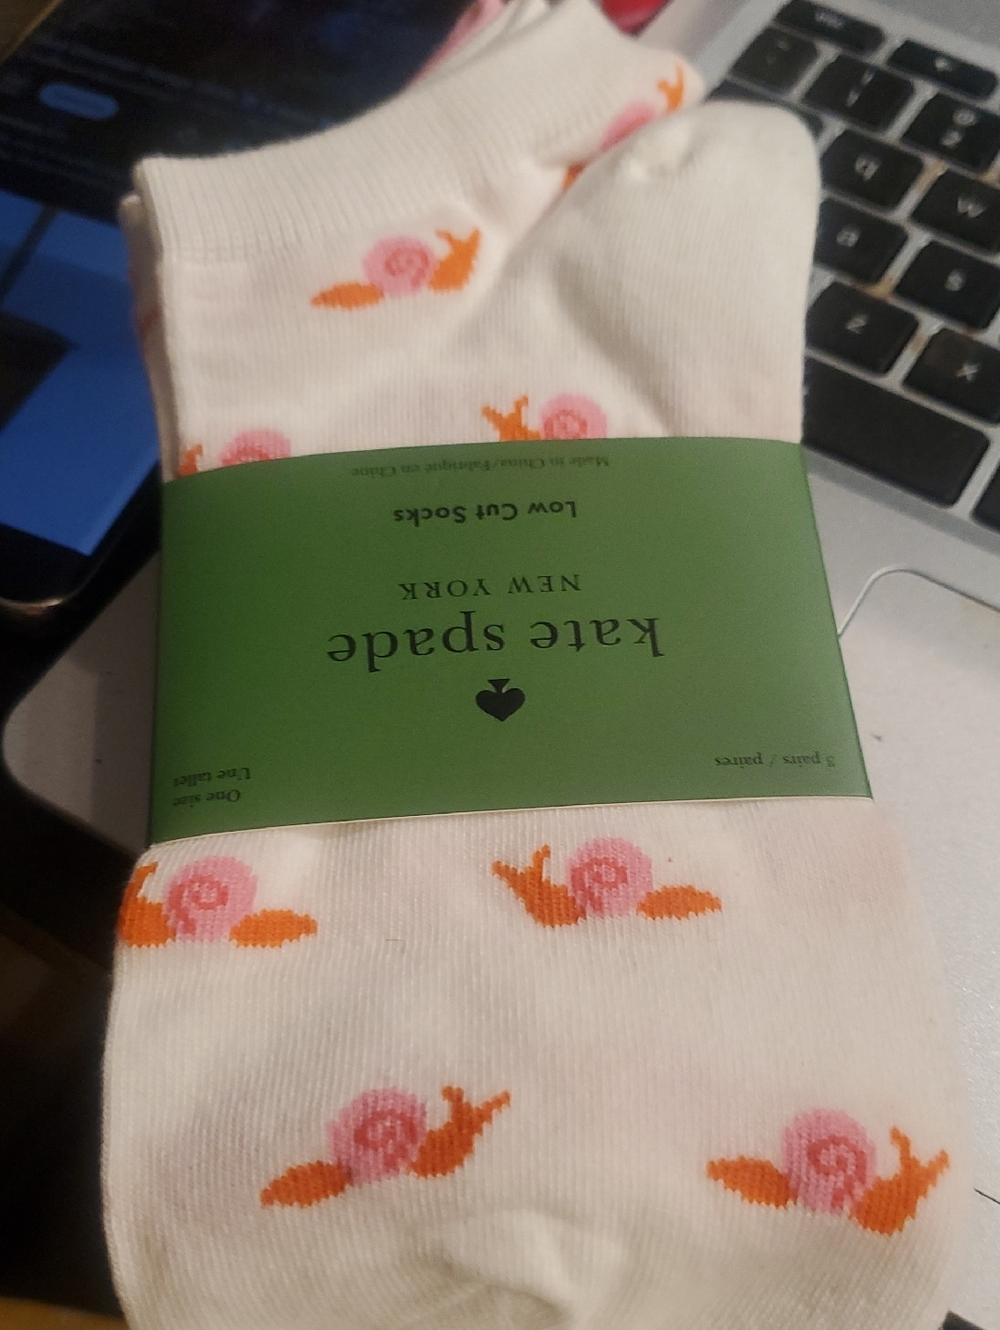 3 pairs / paires
One size
Une taille
kate spade
NEW YORK
Low Cut Socks
Made in China/Fabriqué en Chine
2
q
w
a
s
z
x